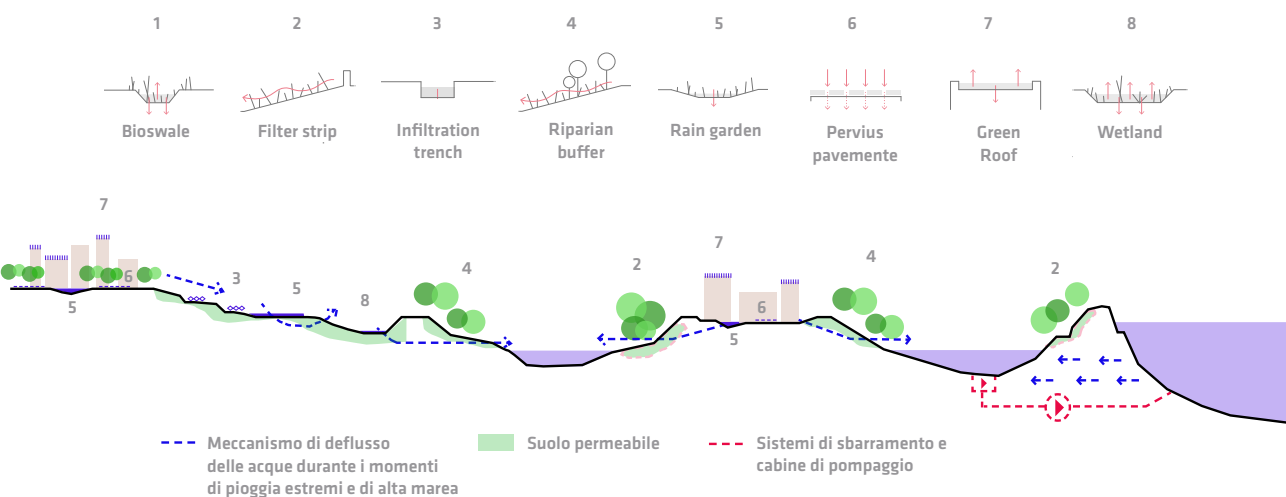 1 2 3 4 5 6 7 8
Bioswale
Filter strip
Infiltration
trench
Riparian
buffer
Rain garden
Pervius
pavemente
Green
Roof
Wetland
7
6
5
3
5
8
4
2
7
6
5
4
2
Meccanismo di deflusso
delle acque durante i momenti
di pioggia estremi e di alta marea
Suolo permeabile
Sistemi di sbarramento e
cabine di pompaggio